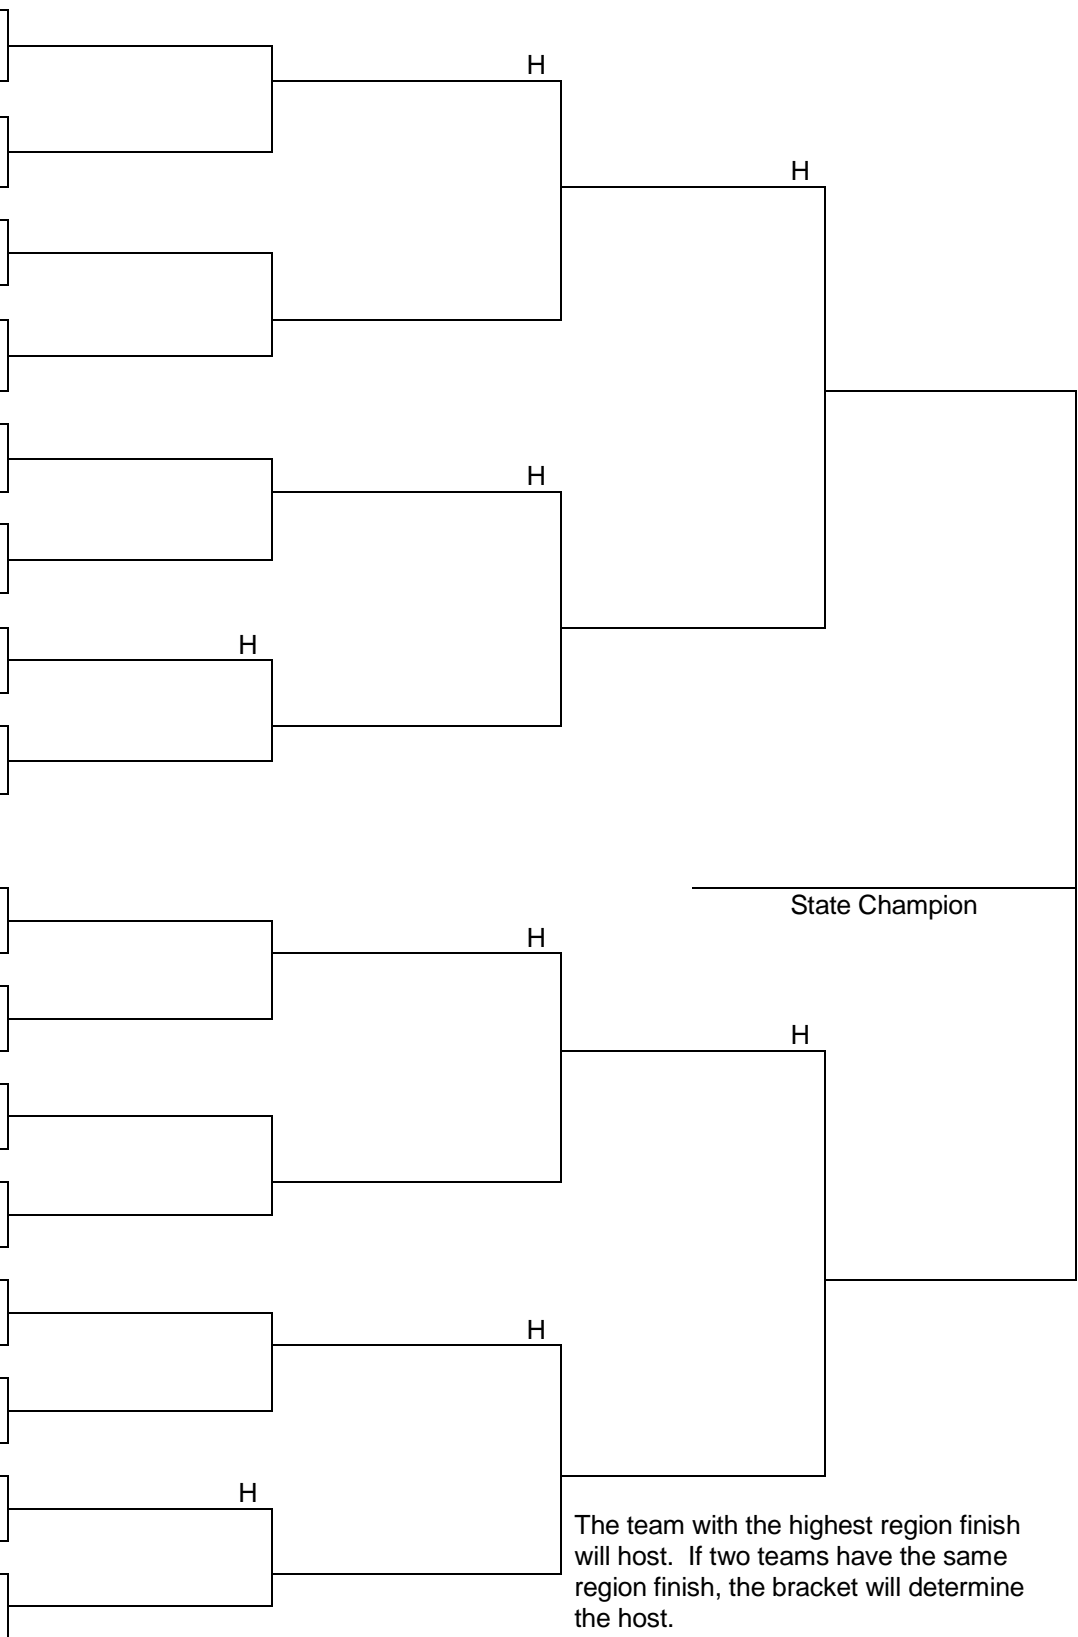 H
H
H
H
State Champion
H
H
H
H
The team with the highest region finish
will host.  If two teams have the same
region finish, the bracket will determine
the host.